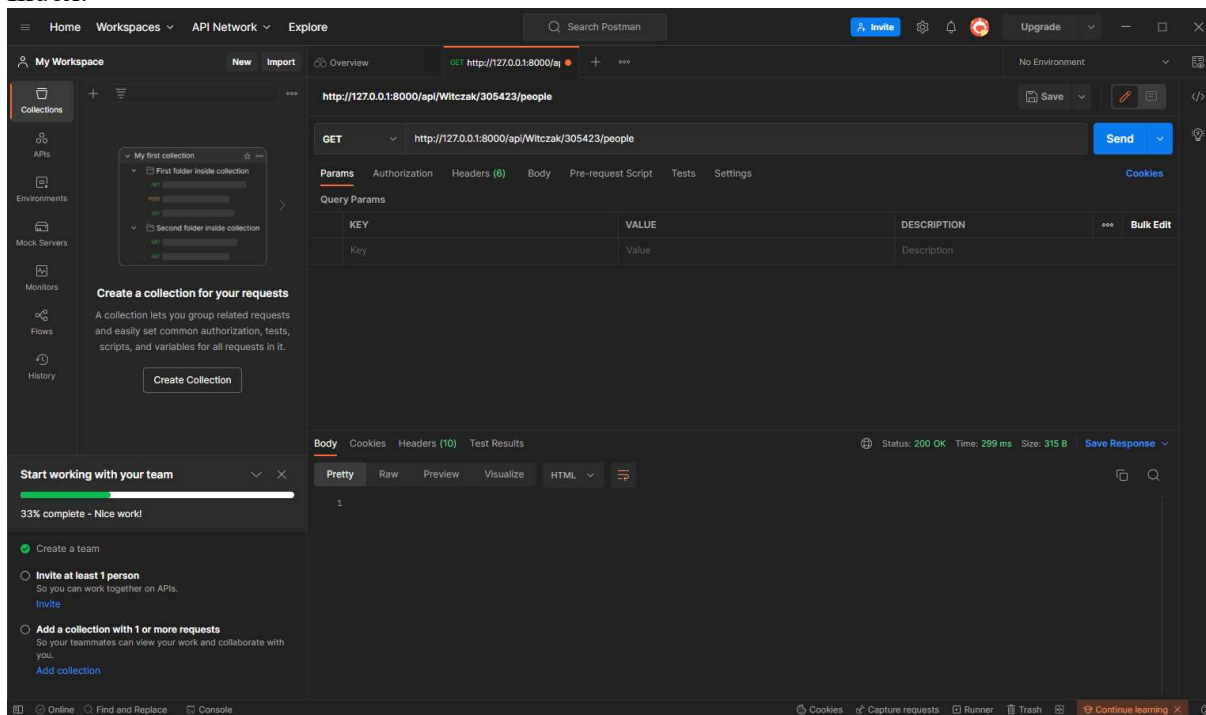 Home Workspaces API Network Explore Search Postman Invite Upgrade
My Workspace New Import Overview GET http://127.0.0.1:8000/a No Environment
Collections
http://127.0.0.1:8000/api/Witczak/305423/people Save
APIs
GET http://127.0.0.1:8000/api/Witczak/305423/people Send
My first collection
First folder inside collection
GET
POST
GET
Second folder inside collection
GET
GET
Params Authorization Headers (6) Body Pre-request Script Tests Settings Cookies
Environments
Query Params
KEY VALUE DESCRIPTION Bulk Edit
Key Value Description
Mock Servers
Monitors
Flows
History
Create a collection for your requests
A collection lets you group related requests
and easily set common authorization, tests,
scripts, and variables for all requests in it.
Create Collection
Body Cookies Headers (10) Test Results Status: 200 OK Time: 299 ms Size: 315 B Save Response
Pretty Raw Preview Visualize HTML
1
Start working with your team
33% complete - Nice work!
Create a team
Invite at least 1 person
So you can work together on APIs.
Invite
Add a collection with 1 or more requests
So your teammates can view your work and collaborate with
you.
Add collection
Online Find and Replace Console Cookies Capture requests Runner Trash Continue learning